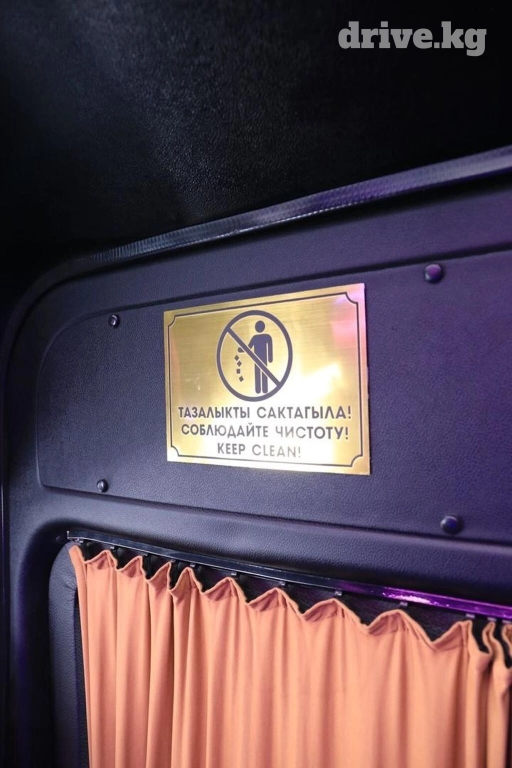 drive.kg
ТАЗАЛЫКТЫ САКТАГЫЛА!
СОБЛЮДАЙТЕ ЧИСТОТУ!
KEEP CLEAN!